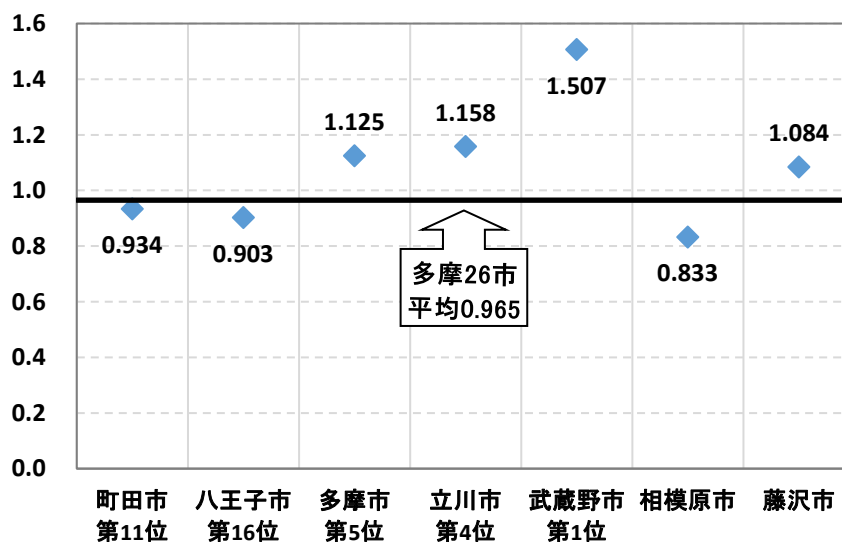 1.6
1.4
1.2
1.0
0.8
0.6
0.4
0.2
0.0
0.934
0.903
1.125
1.158
1.507
0.833
1.084
多摩26市
平均0.965
町田市
第11位
八王子市
第16位
多摩市
第5位
立川市
第4位
武蔵野市
第1位
相模原市
藤沢市